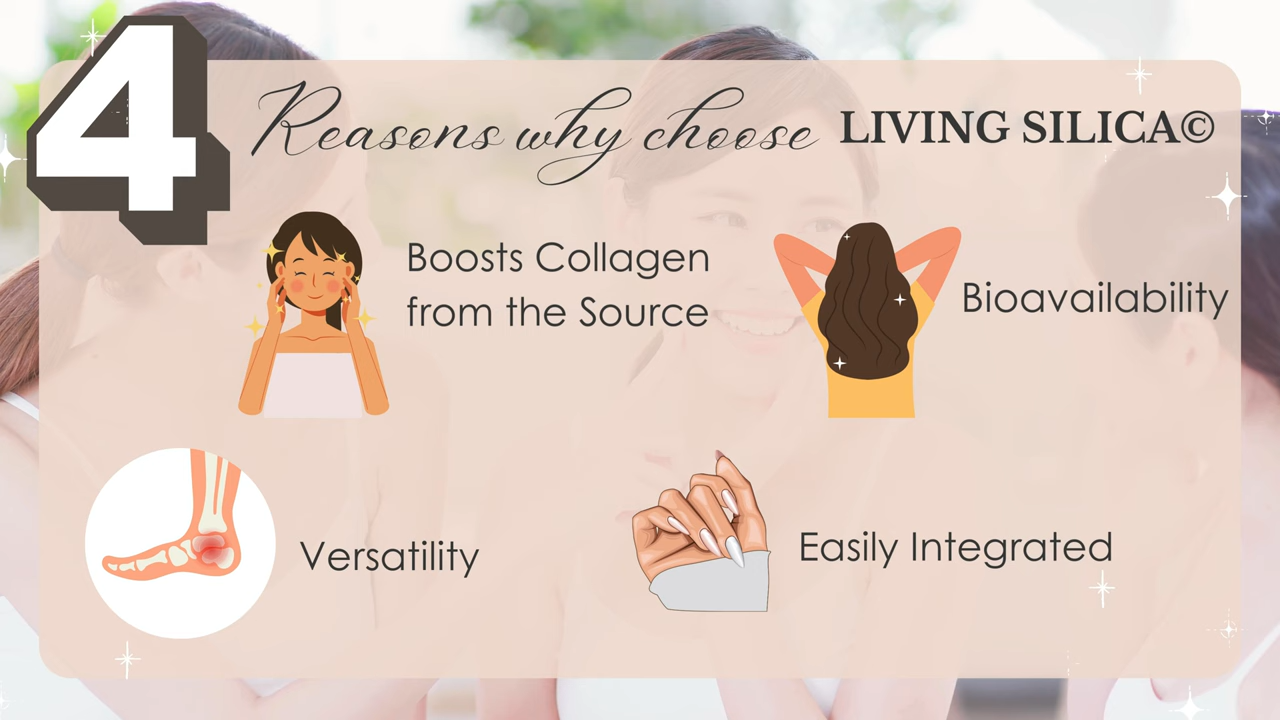 4 Reasons why choose LIVING SILICA©
Boosts Collagen
from the Source
Bioavailability
Versatility
Easily Integrated